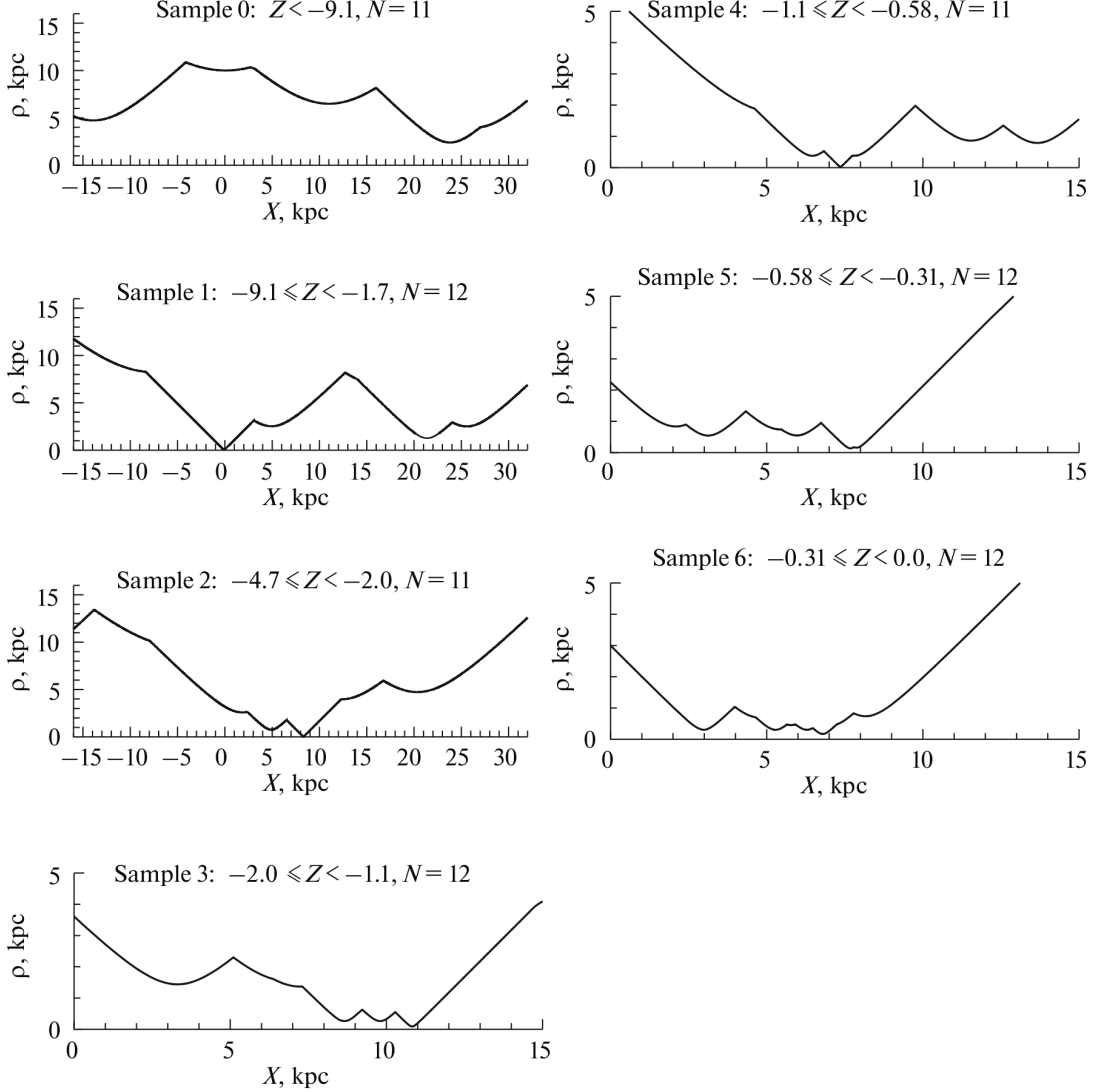 Sample 0: Z < −9.1, N = 11
ρ, kpc
15
10
5
0
−15 −10 −5 0 5 10 15 20 25 30
X, kpc
Sample 1: −9.1 ⩽ Z < −1.7, N = 12
ρ, kpc
15
10
5
0
−15 −10 −5 0 5 10 15 20 25 30
X, kpc
Sample 2: −4.7 ⩽ Z < −2.0, N = 11
ρ, kpc
15
10
5
0
−15 −10 −5 0 5 10 15 20 25 30
X, kpc
Sample 3: −2.0 ⩽ Z < −1.1, N = 12
ρ, kpc
5
0
0 5 10 15
X, kpc
Sample 4: −1.1 ⩽ Z < −0.58, N = 11
ρ, kpc
5
0
0 5 10 15
X, kpc
Sample 5: −0.58 ⩽ Z < −0.31, N = 12
ρ, kpc
5
0
0 5 10 15
X, kpc
Sample 6: −0.31 ⩽ Z < 0.0, N = 12
ρ, kpc
5
0
0 5 10 15
X, kpc